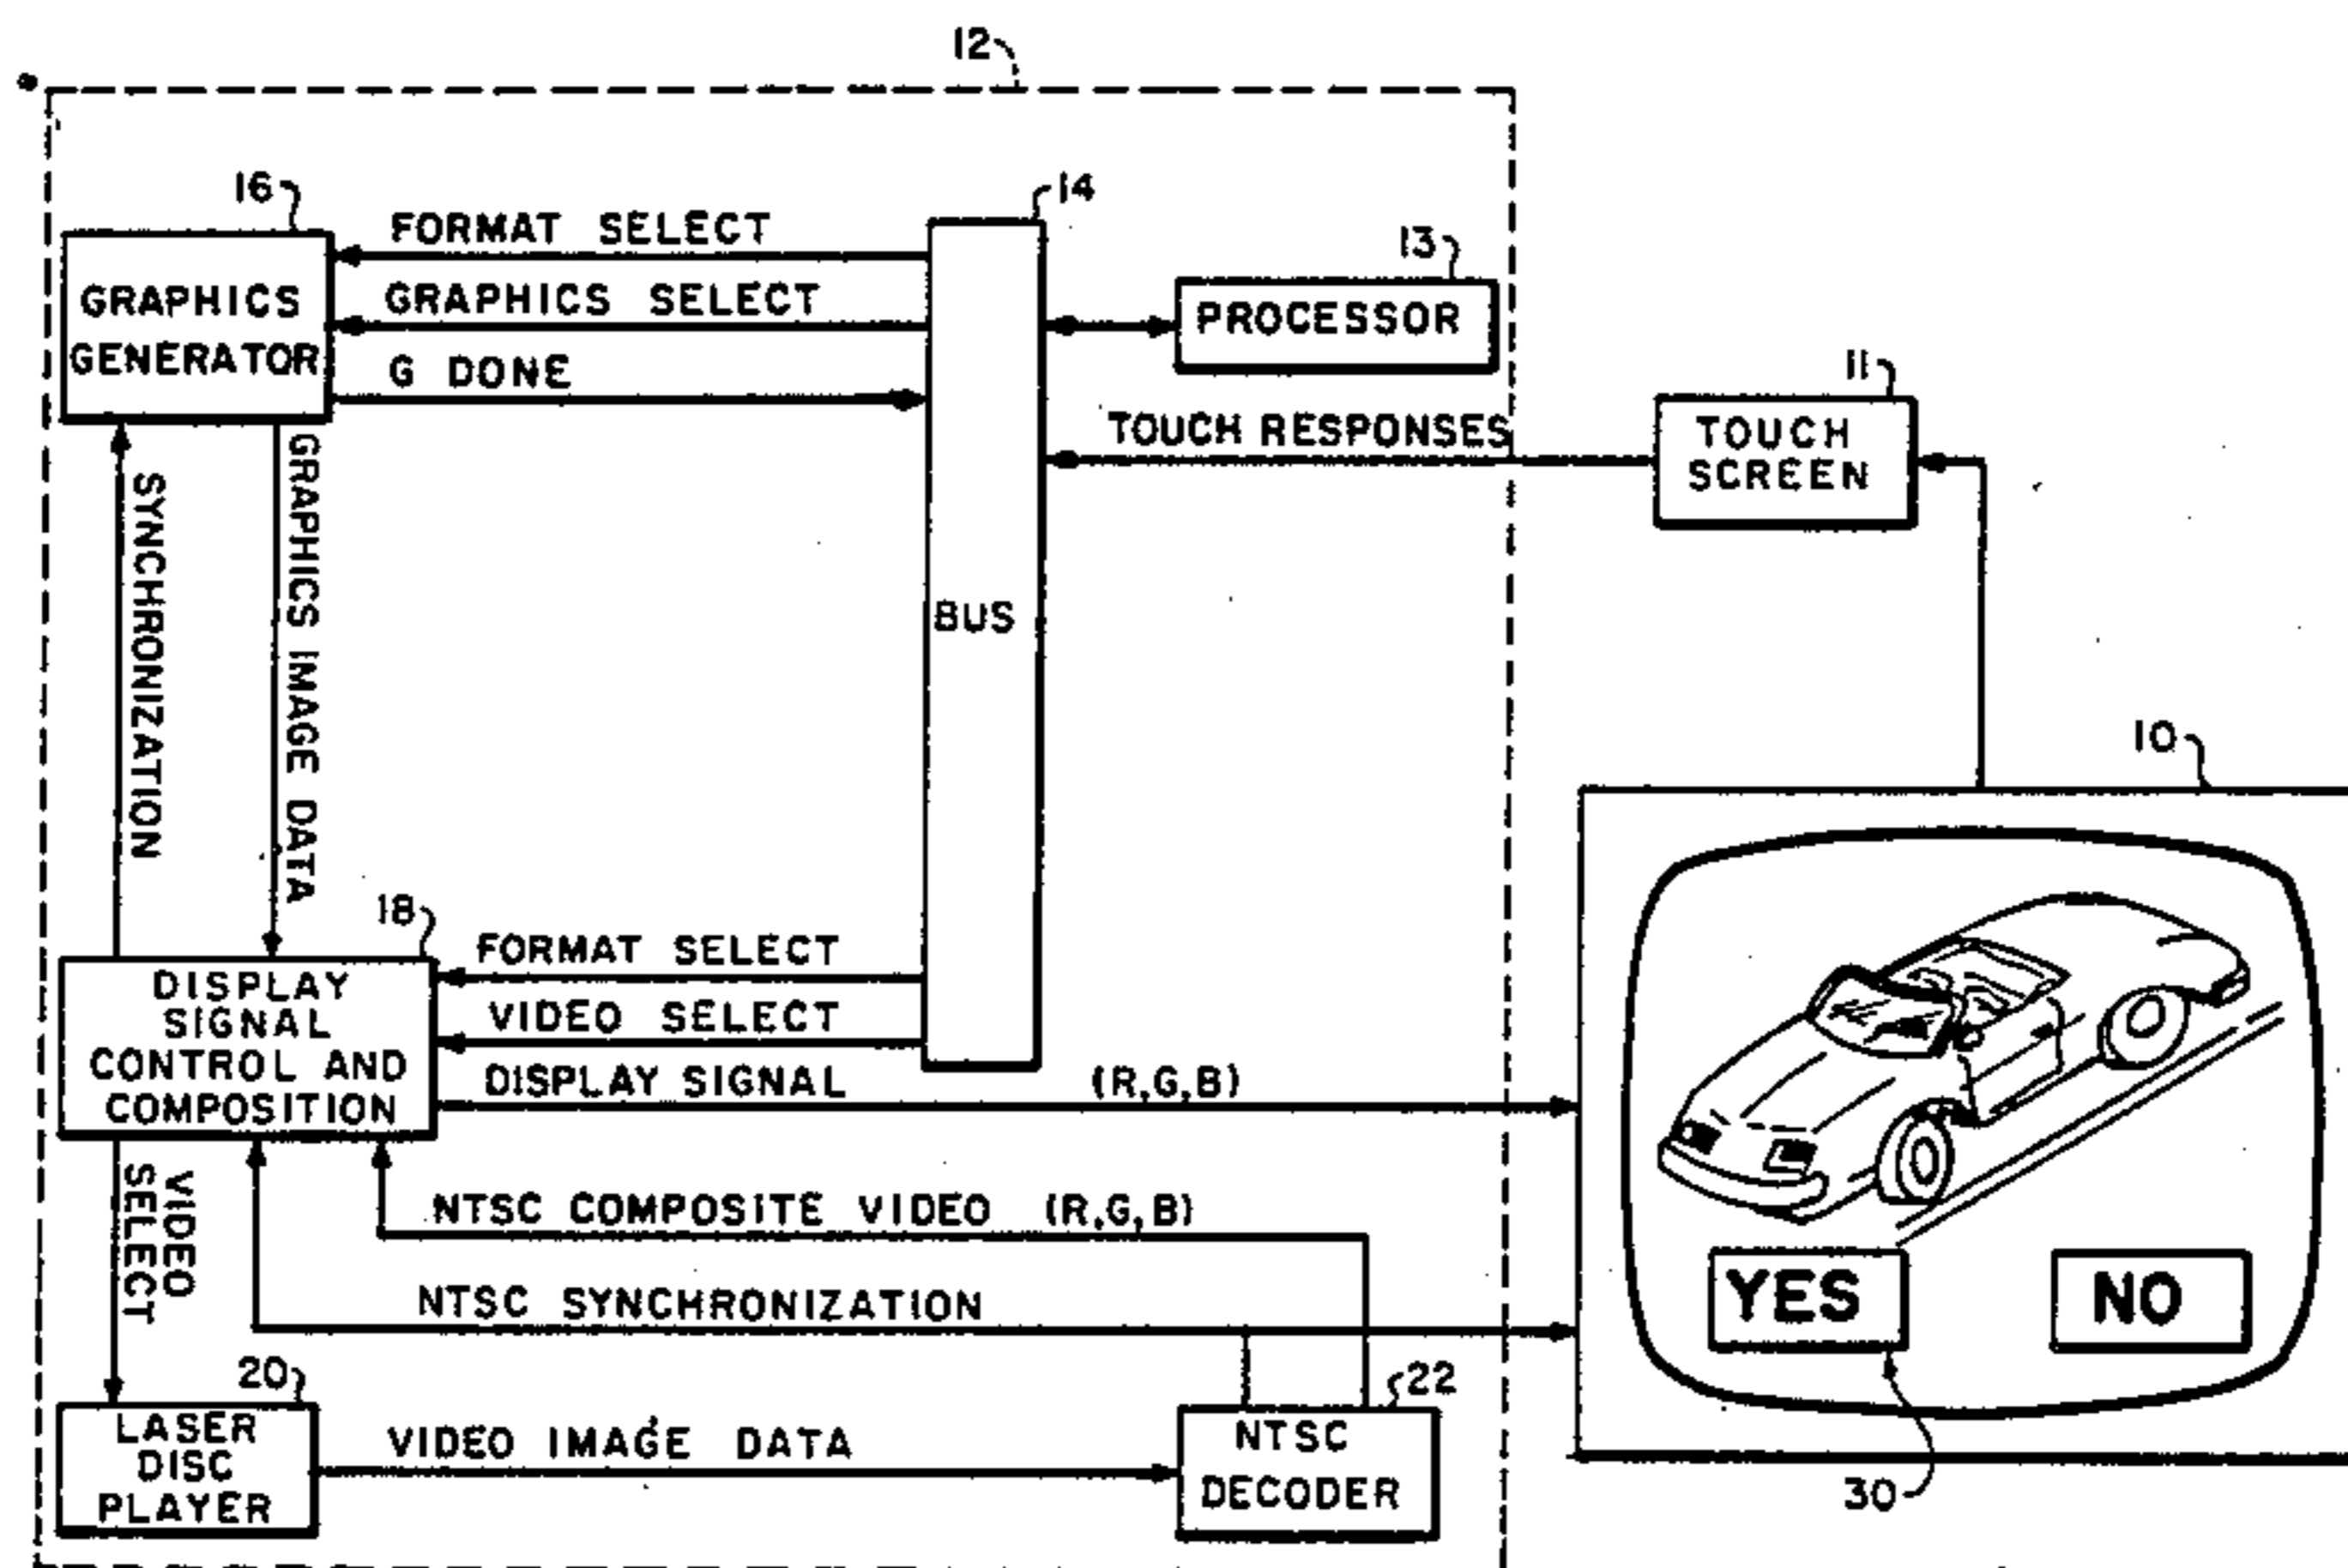 12
16
14
FORMAT SELECT
13
GRAPHICS
GENERATOR
GRAPHICS SELECT
PROCESSOR
G DONE
11
TOUCH RESPONSES
TOUCH
SCREEN
SYNCHRONIZATION
GRAPHICS IMAGE DATA
BUS
10
18
FORMAT SELECT
DISPLAY
SIGNAL
CONTROL AND
COMPOSITION
VIDEO SELECT
DISPLAY SIGNAL (R,G,B)
VIDEO
SELECT
NTSC COMPOSITE VIDEO (R,G,B)
NTSC SYNCHRONIZATION
YES
NO
20
22
LASER
DISC
PLAYER
VIDEO IMAGE DATA
NTSC
DECODER
30